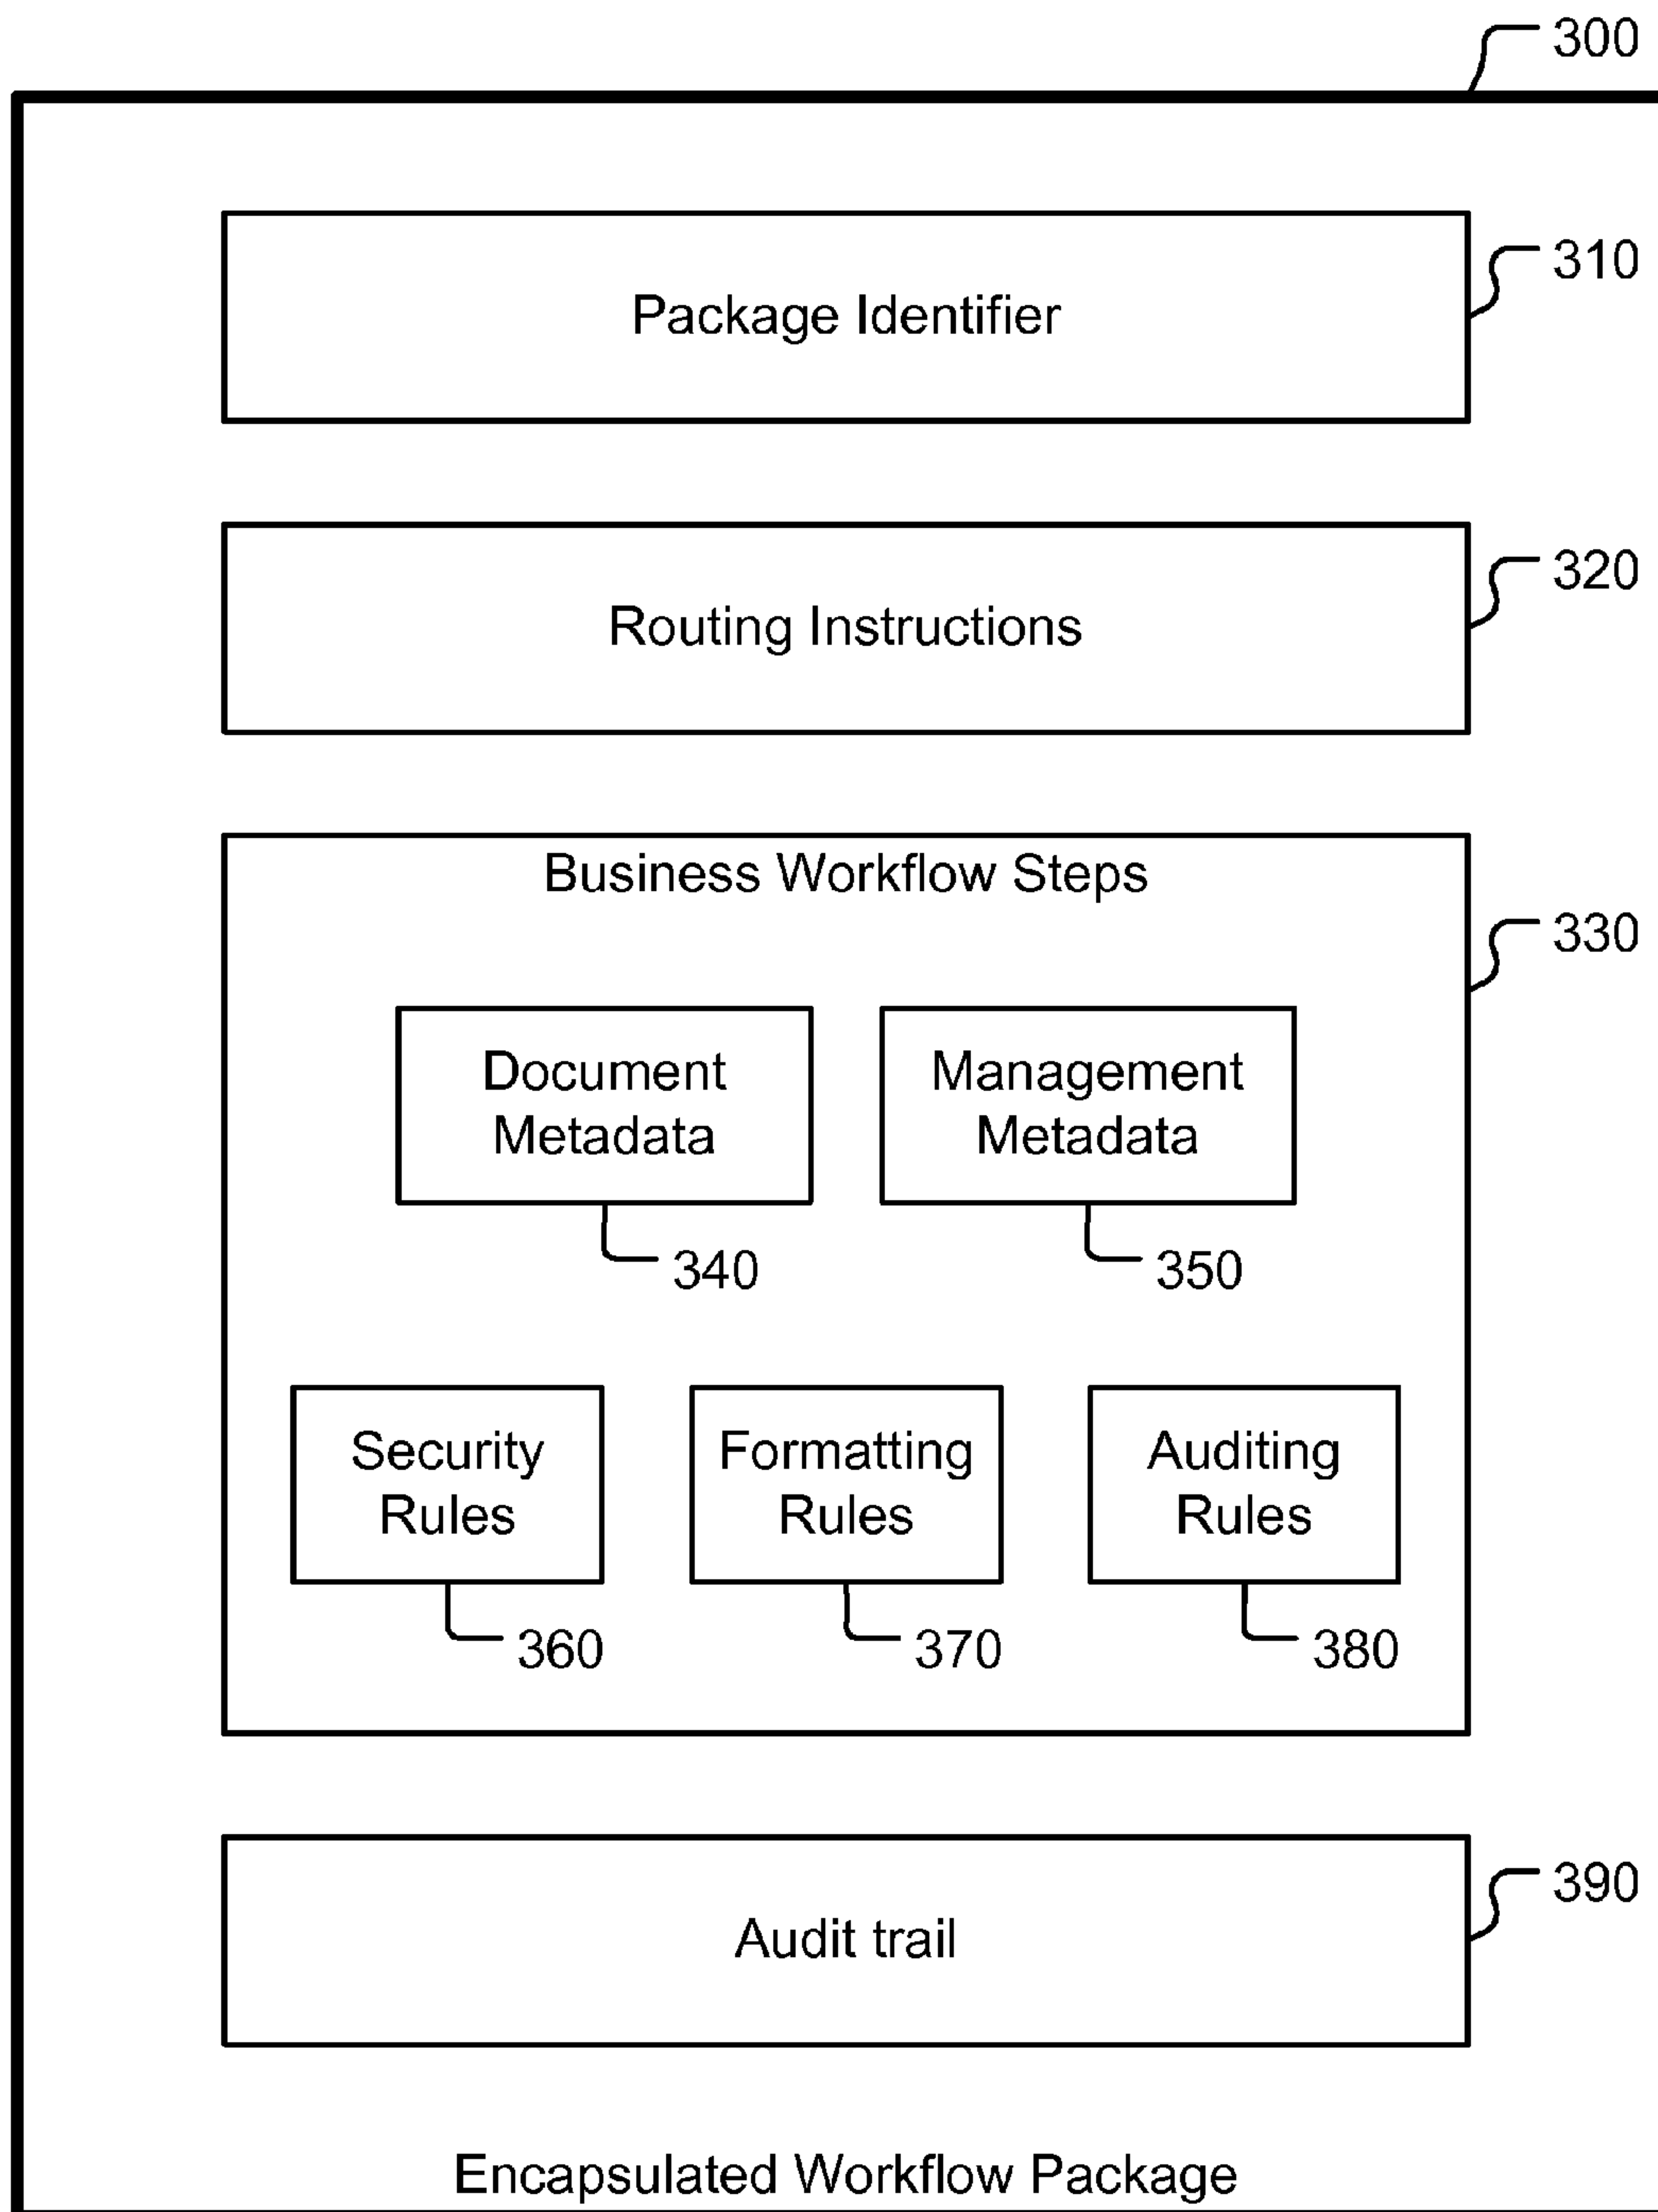 300
Package Identifier
310
Routing Instructions
320
Business Workflow Steps
330
Document
Metadata
340
Management
Metadata
350
Security
Rules
360
Formatting
Rules
370
Auditing
Rules
380
Audit trail
390
Encapsulated Workflow Package